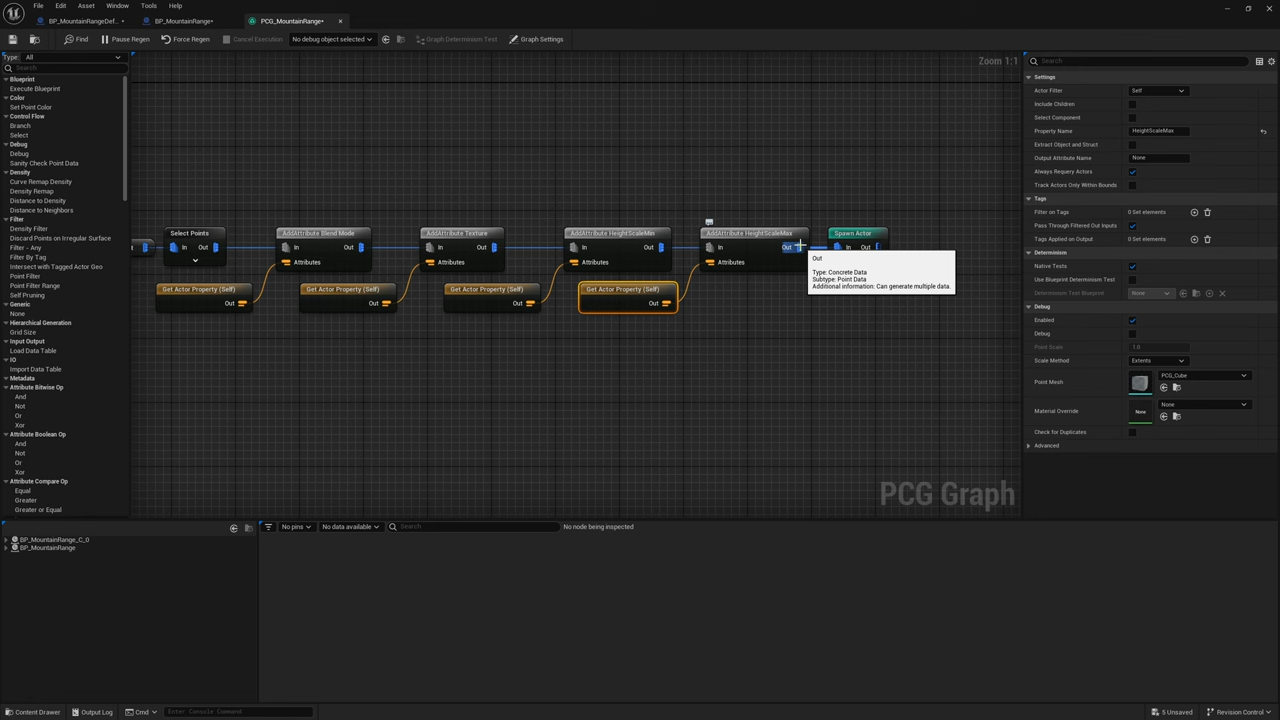 File Edit Asset Window Tools Help
BP_MountainRangeDef...*
BP_MountainRange*
PCG_MountainRange*
Find
Pause Regen
Force Regen
Cancel Execution
No debug object selected
Graph Determinism Test
Graph Settings
Type: All
Search
Blueprint
Execute Blueprint
Color
Set Point Color
Control Flow
Branch
Select
Debug
Debug
Sanity Check Point Data
Density
Curve Remap Density
Density Remap
Distance to Density
Distance to Neighbors
Filter
Density Filter
Discard Points on Irregular Surface
Filter - Any
Filter By Tag
Intersect with Tagged Actor Geo
Point Filter
Point Filter Range
Self Pruning
Generic
None
Hierarchical Generation
Grid Size
Input Output
Load Data Table
IO
Import Data Table
Metadata
Attribute Bitwise Op
And
Not
Or
Xor
Attribute Boolean Op
And
Not
Or
Xor
Attribute Compare Op
Equal
Greater
Greater or Equal
Zoom 1:1
Select Points
In Out
AddAttribute Blend Mode
In Out
Attributes
AddAttribute Texture
In Out
Attributes
AddAttribute HeightScaleMin
In Out
Attributes
AddAttribute HeightScaleMax
In Out
Attributes
Spawn Actor
In Out
Get Actor Property (Self)
Out
Get Actor Property (Self)
Out
Get Actor Property (Self)
Out
Get Actor Property (Self)
Out
Out
Type: Concrete Data
Subtype: Point Data
Additional information: Can generate multiple data.
PCG Graph
Search
Settings
Actor Filter Self
Include Children
Select Component
Property Name HeightScaleMax
Extract Object and Struct
Output Attribute Name None
Always Requery Actors
Track Actors Only Within Bounds
Tags
Filter on Tags 0 Set elements
Pass Through Filtered Out Inputs
Tags Applied on Output 0 Set elements
Determinism
Native Tests
Use Blueprint Determinism Test
Determinism Test Blueprint None
Debug
Enabled
Debug
Point Scale 1.0
Scale Method Extents
Point Mesh PCG_Cube
Material Override None None
Check for Duplicates
Advanced
BP_MountainRange_C_0
BP_MountainRange
No pins
No data available
Search
No node being inspected
Content Drawer
Output Log
Cmd
Enter Console Command
5 Unsaved
Revision Control